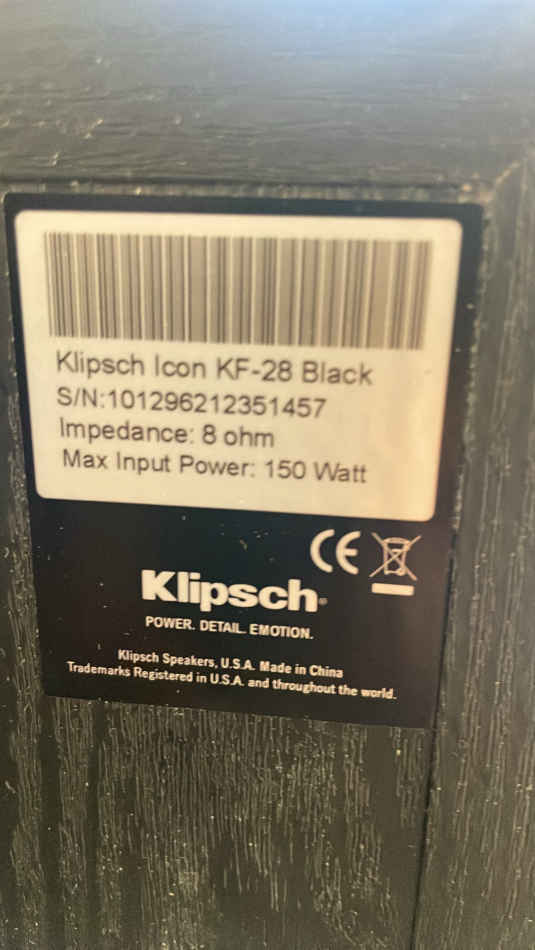 Klipsch Icon KF-28 Black
S/N:101296212351457
Impedance: 8 ohm
Max Input Power: 150 Watt
CE
Klipsch
POWER. DETAIL. EMOTION.
Klipsch Speakers, U.S.A. Made in China
Trademarks Registered in U.S.A. and throughout the world.